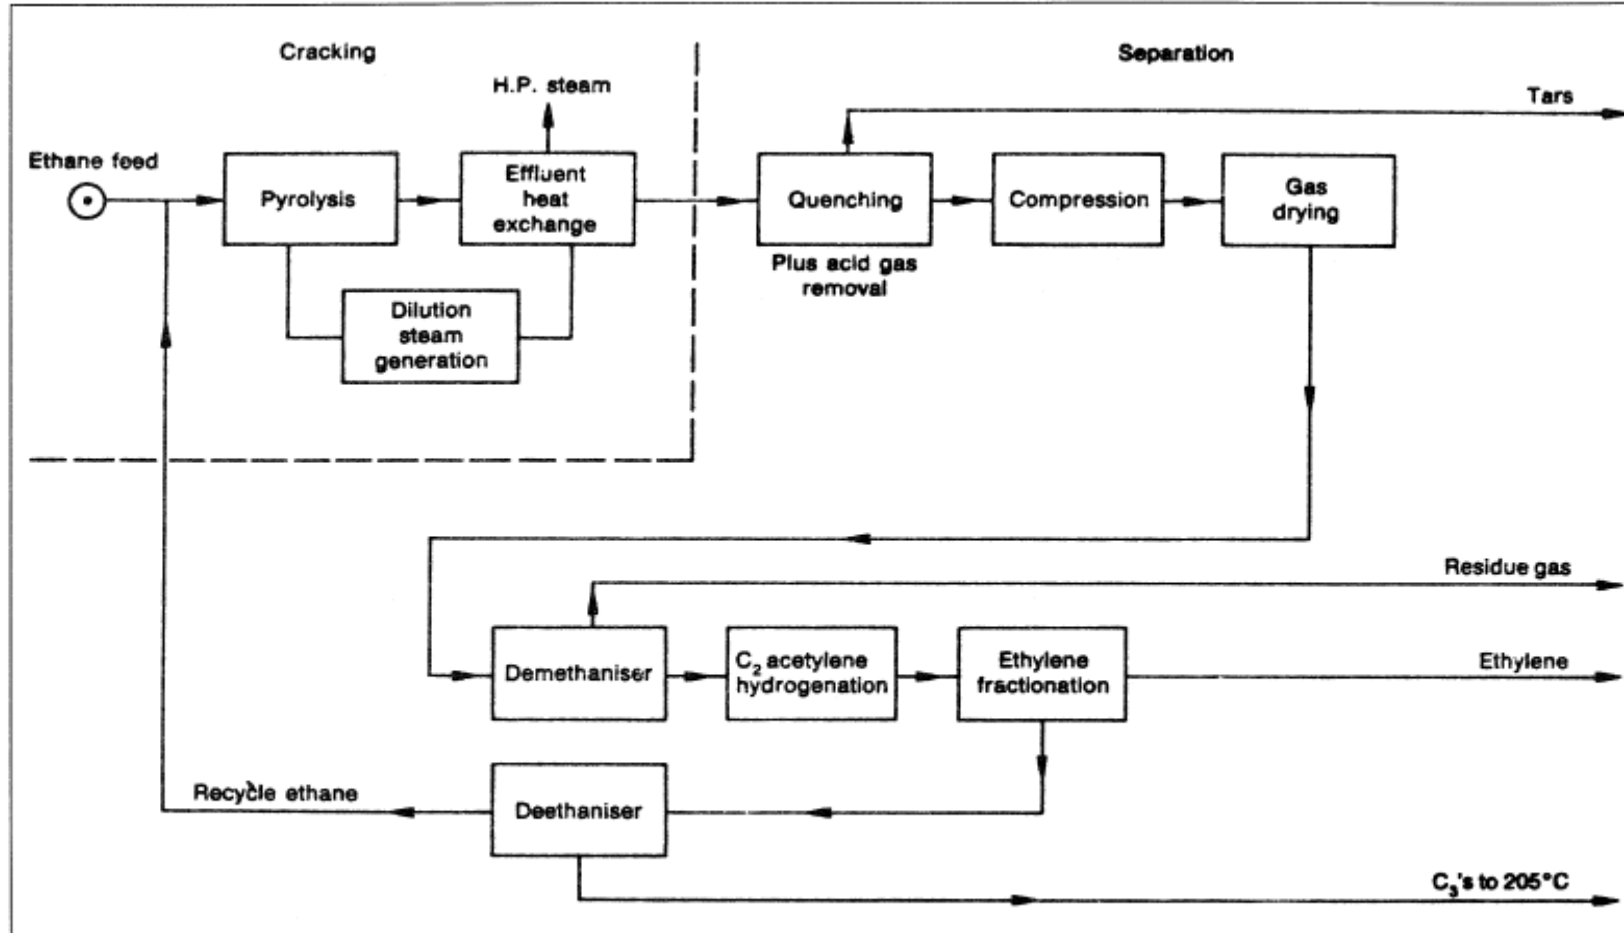 Cracking
Separation
H.P. steam
Tars
Ethane feed
Pyrolysis
Effluent
heat
exchange
Quenching
Compression
Gas
drying
Plus acid gas
removal
Dilution
steam
generation
Residue gas
Demethaniser
C₂ acetylene
hydrogenation
Ethylene
fractionation
Ethylene
Recycle ethane
Deethaniser
C₃'s to 205°C